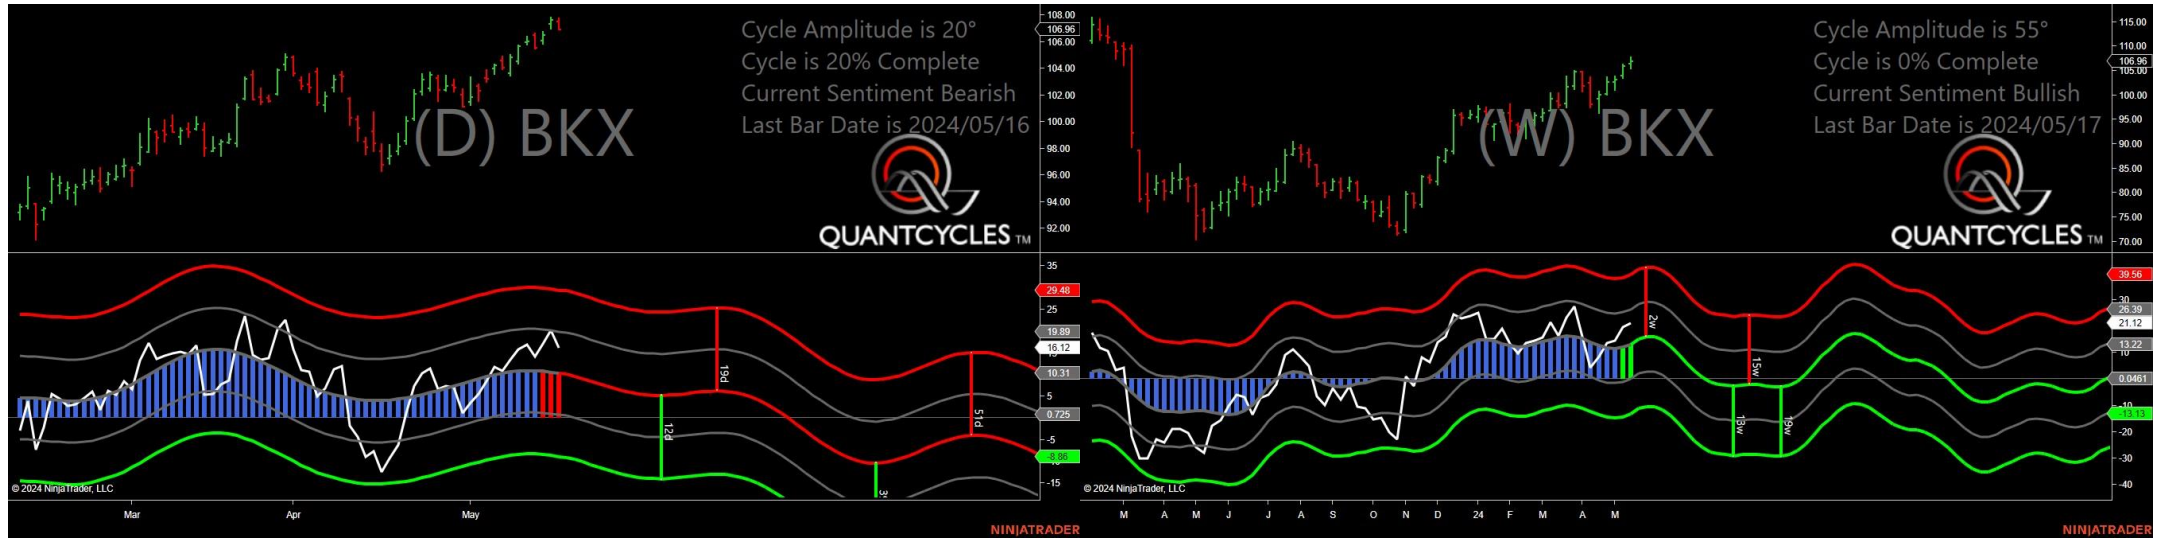 Cycle Amplitude is 20°
Cycle is 20% Complete
Current Sentiment Bearish
Last Bar Date is 2024/05/16
(D) BKX
QUANTCYCLES TM
108.00
106.96
106.00
104.00
102.00
100.00
98.00
96.00
94.00
92.00
35
29.48
25
19.89
16.12
10.31
5
0.725
-5
-8.86
-15
19d
12d
51d
© 2024 NinjaTrader, LLC
Mar Apr May
NINJATRADER
Cycle Amplitude is 55°
Cycle is 0% Complete
Current Sentiment Bullish
Last Bar Date is 2024/05/17
(W) BKX
QUANTCYCLES TM
115.00
110.00
106.96
105.00
100.00
95.00
90.00
85.00
80.00
75.00
70.00
39.56
30
26.39
21.12
13.22
10
0.0461
-10
-13.13
-20
-30
-40
2w
15w
13w
19w
© 2024 NinjaTrader, LLC
M A M J J A S O N D 24 F M A M
NINJATRADER